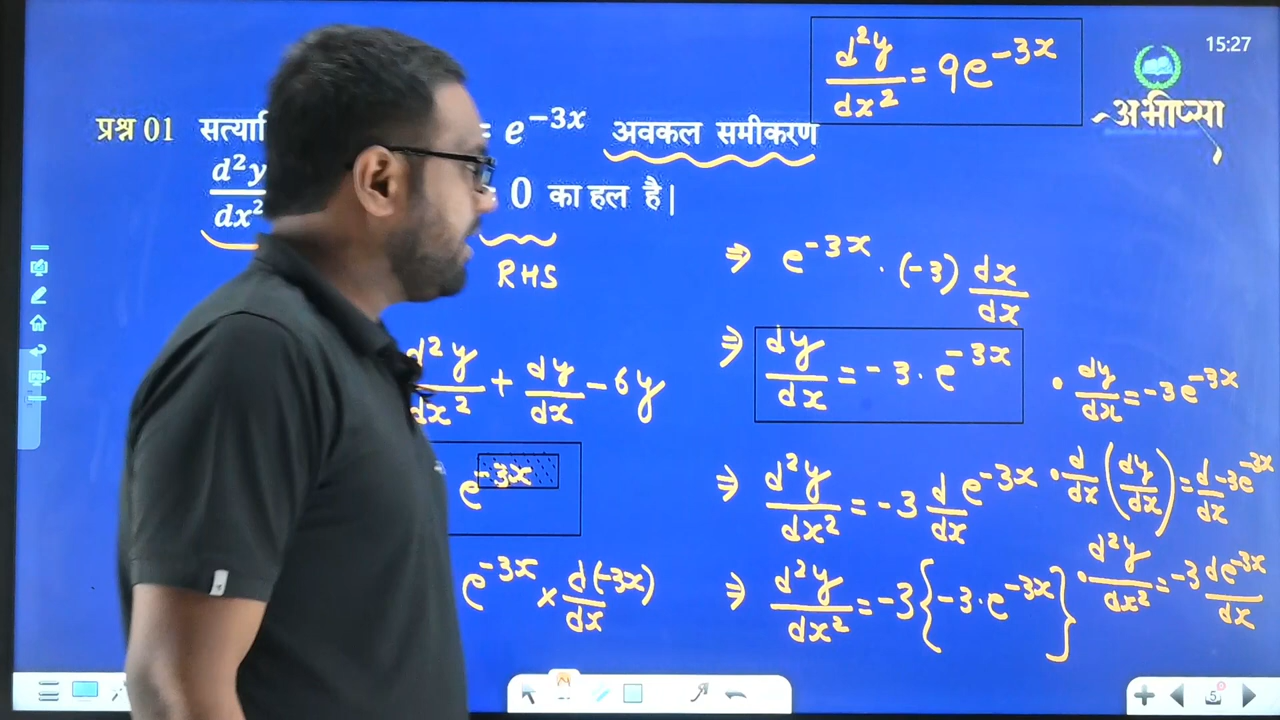 d²y/dx² = 9e^{-3x}
15:27
अभीप्सा
प्रश्न 01 सत्यापि = e^{-3x} अवकल समीकरण
d²y/dx² = 0 का हल है|
RHS
⇒ e^{-3x} . (-3) dx/dx
d²y/dx² + dy/dx - 6y
⇒ dy/dx = -3 . e^{-3x}
• dy/dx = -3e^{-3x}
e^{-3x}
⇒ d²y/dx² = -3 d/dx e^{-3x}
• d/dx (dy/dx) = d/dx -3e^{-3x}
e^{-3x} × d(-3x)/dx
⇒ d²y/dx² = -3 {-3 . e^{-3x}}
• d²y/dx² = -3 de^{-3x}/dx
5